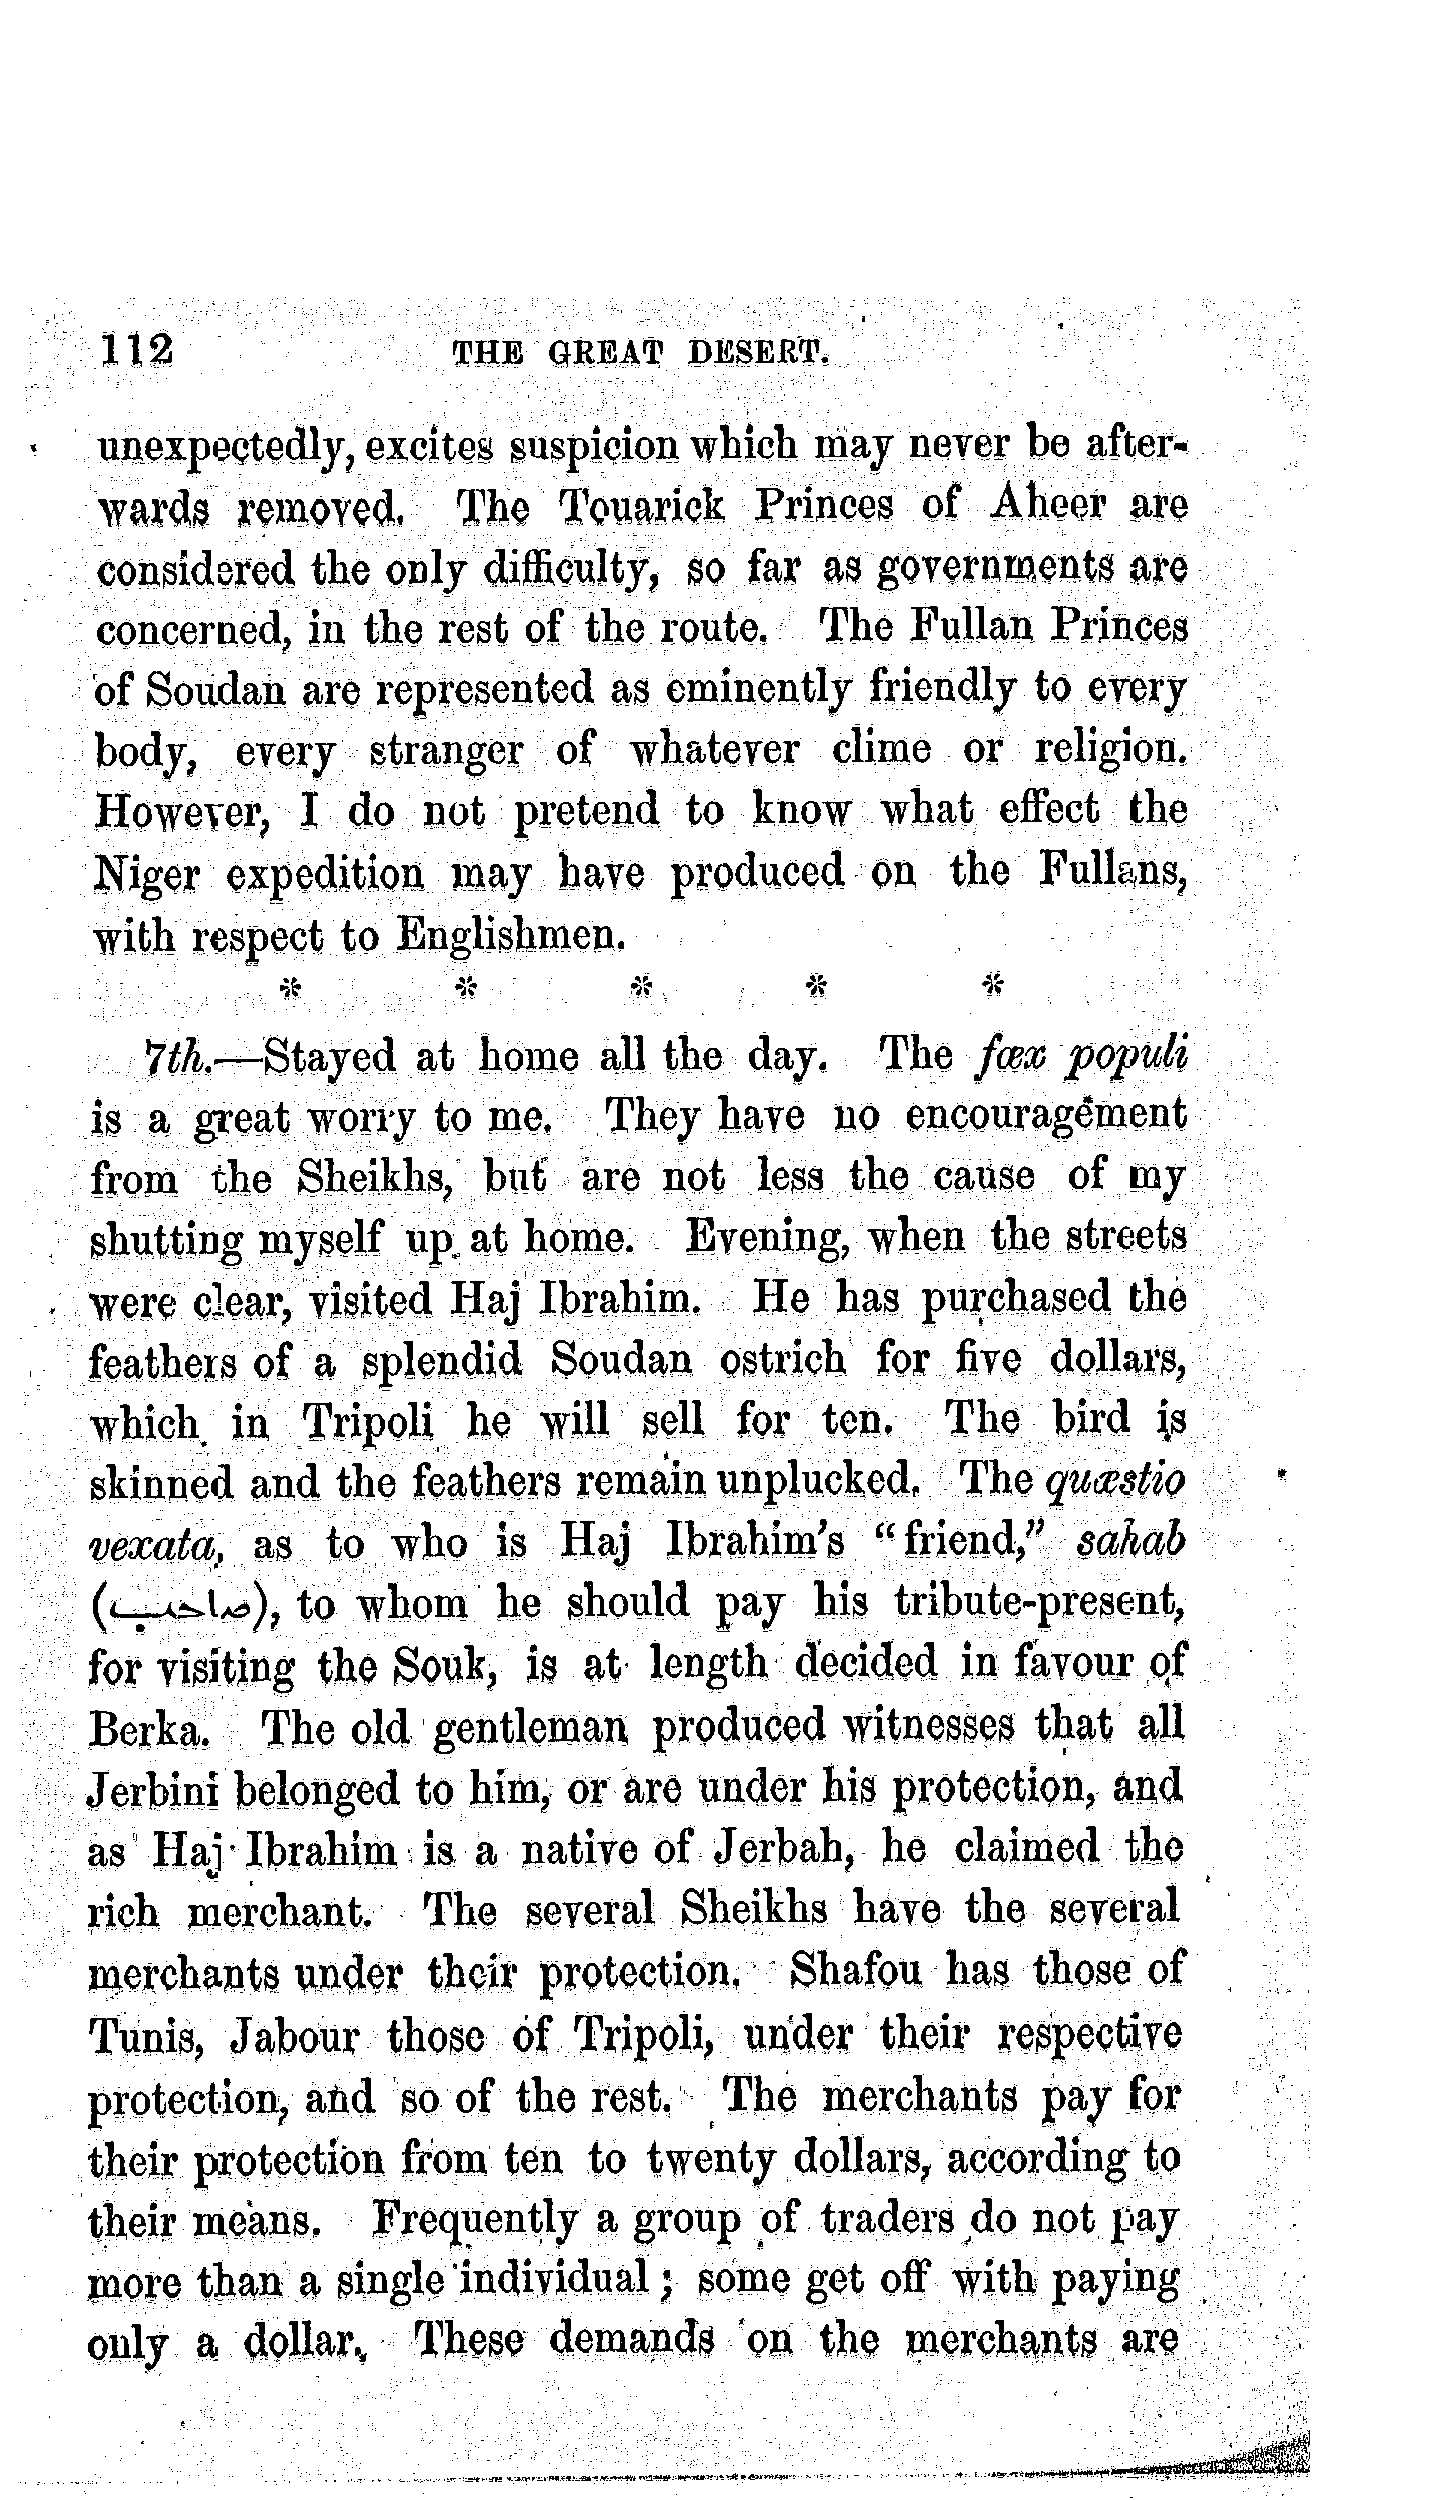 112 THE GREAT DESERT.
unexpectedly, excites suspicion which may never be after-
wards removed. The Touarick Princes of Aheer are
considered the only difficulty, so far as governments are
concerned, in the rest of the route. The Fullan Princes
of Soudan are represented as eminently friendly to every
body, every stranger of whatever clime or religion.
However, I do not pretend to know what effect the
Niger expedition may have produced on the Fullans,
with respect to Englishmen.
* * * * *
7th.—Stayed at home all the day. The fœx populi
is a great worry to me. They have no encouragement
from the Sheikhs, but are not less the cause of my
shutting myself up at home. Evening, when the streets
were clear, visited Haj Ibrahim. He has purchased the
feathers of a splendid Soudan ostrich for five dollars,
which in Tripoli he will sell for ten. The bird is
skinned and the feathers remain unplucked. The quæstio
vexata, as to who is Haj Ibrahim's "friend," sahab
(صاحب), to whom he should pay his tribute-present,
for visiting the Souk, is at length decided in favour of
Berka. The old gentleman produced witnesses that all
Jerbini belonged to him, or are under his protection, and
as Haj Ibrahim is a native of Jerbah, he claimed the
rich merchant. The several Sheikhs have the several
merchants under their protection. Shafou has those of
Tunis, Jabour those of Tripoli, under their respective
protection, and so of the rest. The merchants pay for
their protection from ten to twenty dollars, according to
their means. Frequently a group of traders do not pay
more than a single individual; some get off with paying
only a dollar. These demands on the merchants are